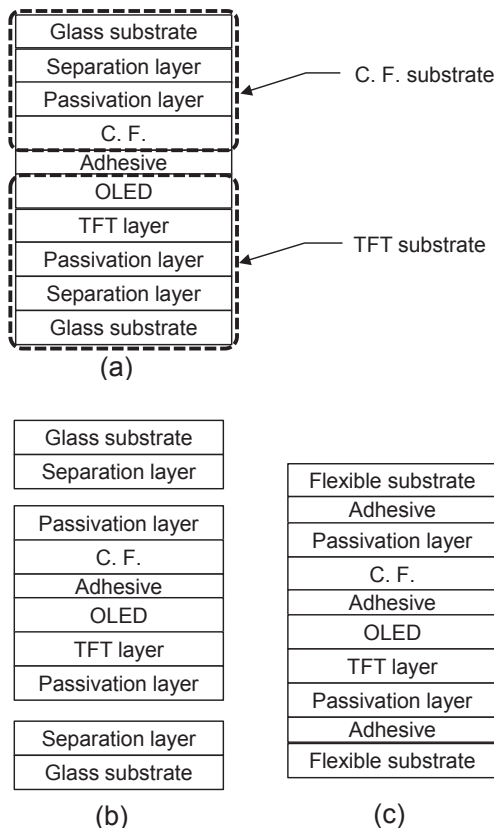 Glass substrate
Separation layer
Passivation layer
C. F.
Adhesive
OLED
TFT layer
Passivation layer
Separation layer
Glass substrate
C. F. substrate
TFT substrate
(a)
Glass substrate
Separation layer
Passivation layer
C. F.
Adhesive
OLED
TFT layer
Passivation layer
Separation layer
Glass substrate
(b)
Flexible substrate
Adhesive
Passivation layer
C. F.
Adhesive
OLED
TFT layer
Passivation layer
Adhesive
Flexible substrate
(c)